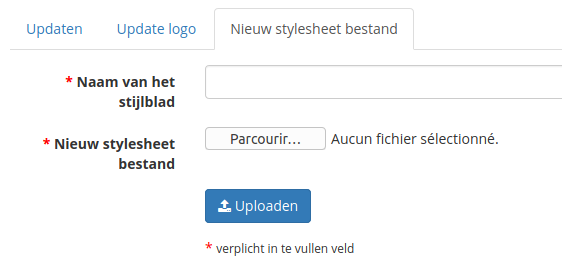 Updaten Update logo Nieuw stylesheet bestand
* Naam van het
stijlblad
* Nieuw stylesheet
bestand
Parcourir... Aucun fichier sélectionné.
Uploaden
* verplicht in te vullen veld